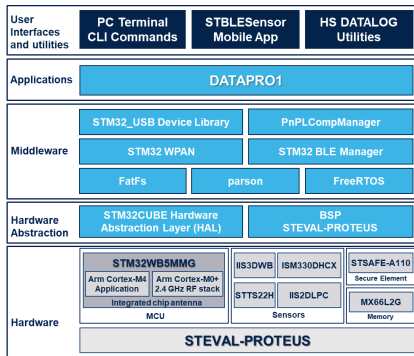 User
Interfaces
and utilities
PC Terminal
CLI Commands
STBLESensor
Mobile App
HS DATALOG
Utilities
Applications
DATAPRO1
Middleware
STM32_USB Device Library
PnPLCompManager
STM32 WPAN
STM32 BLE Manager
FatFs
parson
FreeRTOS
Hardware
Abstraction
STM32CUBE Hardware
Abstraction Layer (HAL)
BSP
STEVAL-PROTEUS
Hardware
STM32WB5MMG
Arm Cortex-M4
Application
Arm Cortex-M0+
2.4 GHz RF stack
Integrated chip antenna
MCU
IIS3DWB
ISM330DHCX
STTS22H
IIS2DLPC
Sensors
STSAFE-A110
Secure Element
MX66L2G
Memory
STEVAL-PROTEUS